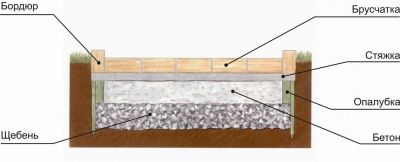 Бордюр
Брусчатка
Стяжка
Опалубка
Щебень
Бетон